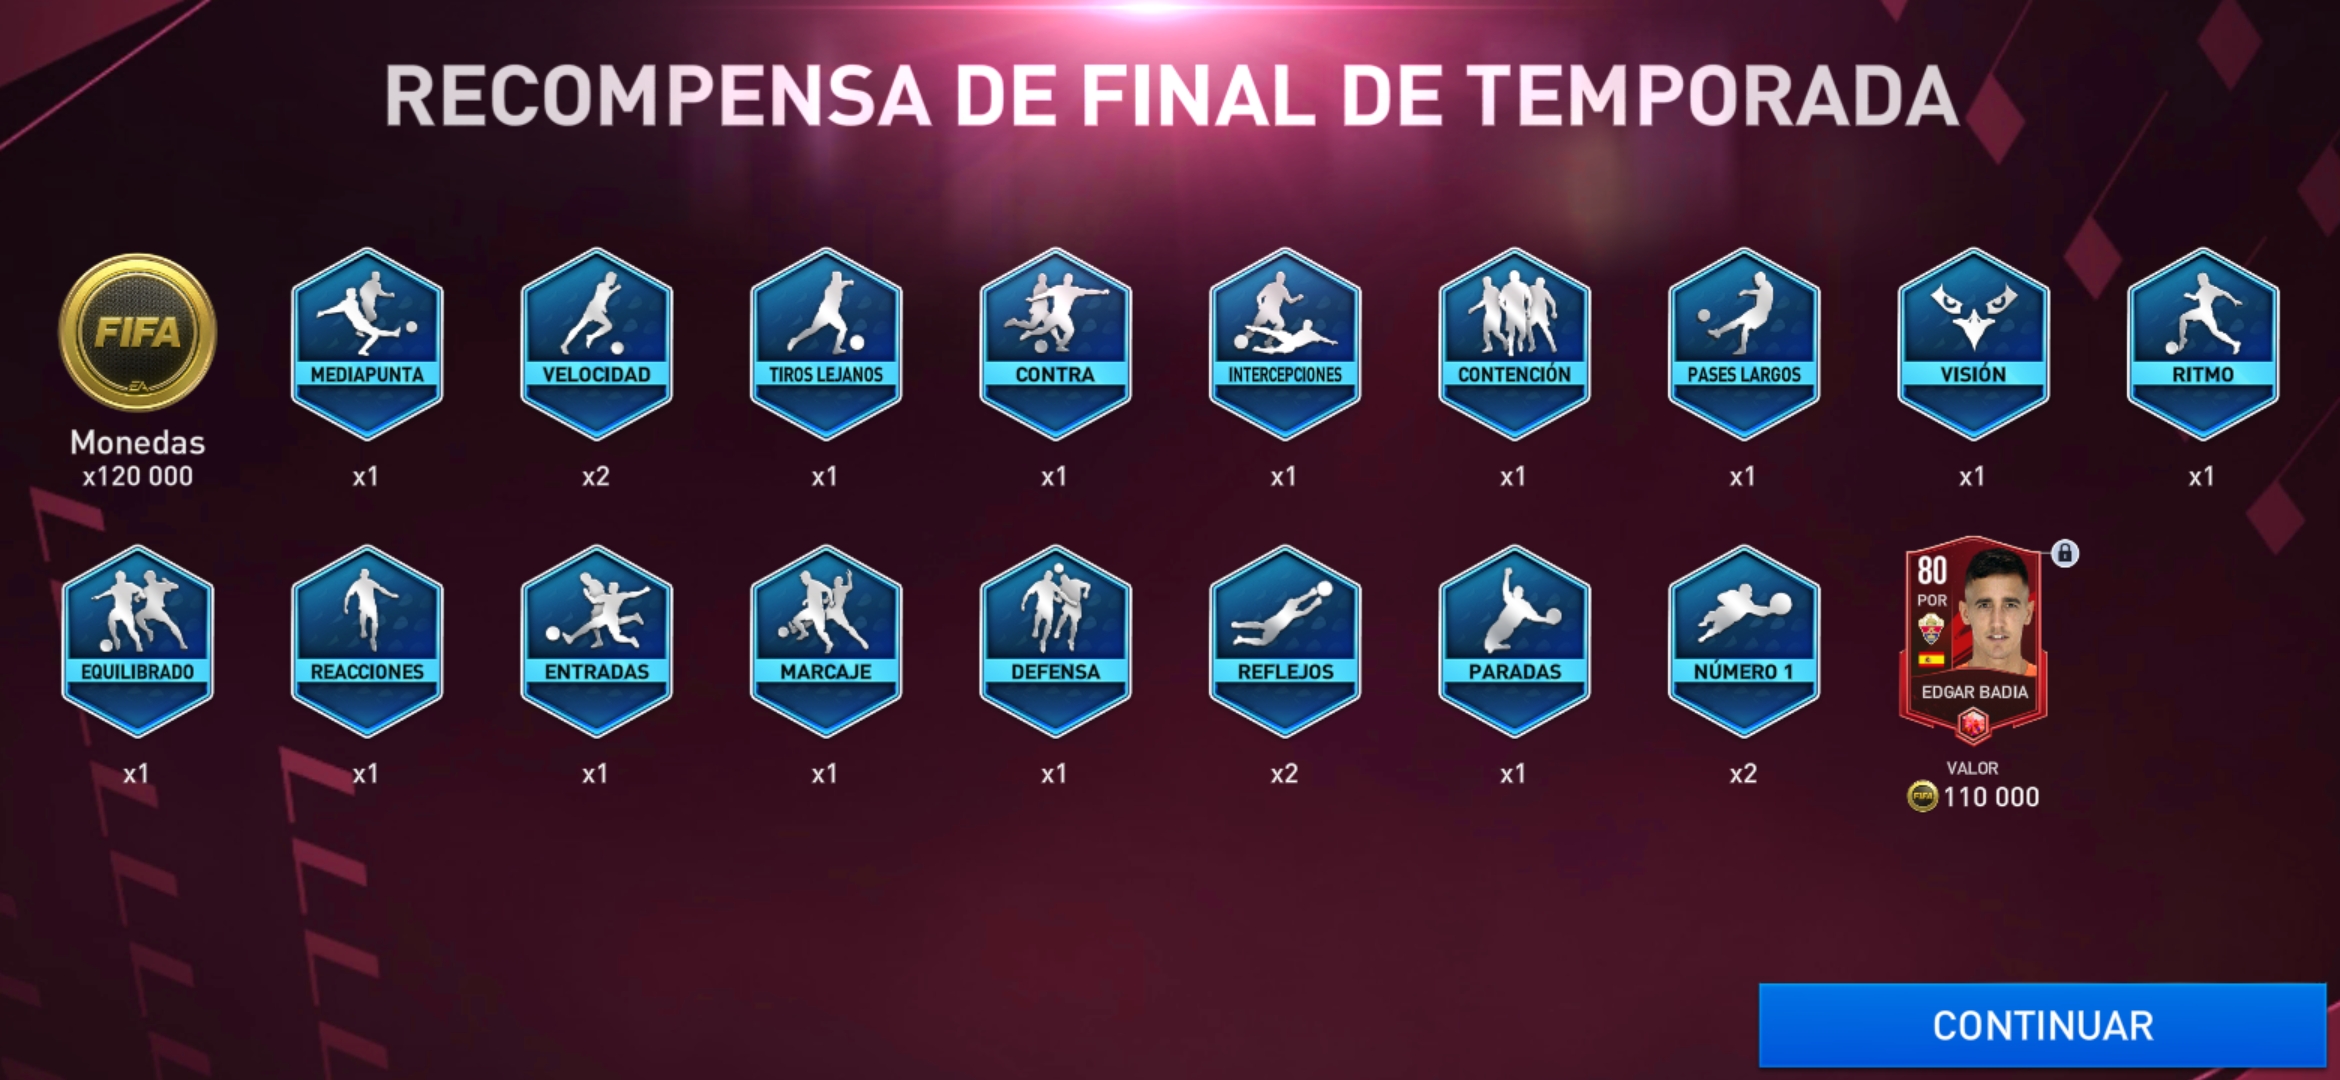 RECOMPENSA DE FINAL DE TEMPORADA
FIFA
EA
Monedas
x120 000
MEDIAPUNTA
x1
VELOCIDAD
x2
TIROS LEJANOS
x1
CONTRA
x1
INTERCEPCIONES
x1
CONTENCIÓN
x1
PASES LARGOS
x1
VISIÓN
x1
RITMO
x1
EQUILIBRADO
x1
REACCIONES
x1
ENTRADAS
x1
MARCAJE
x1
DEFENSA
x1
REFLEJOS
x2
PARADAS
x1
NÚMERO 1
x2
80
POR
EDGAR BADIA
VALOR
FIFA
110 000
CONTINUAR